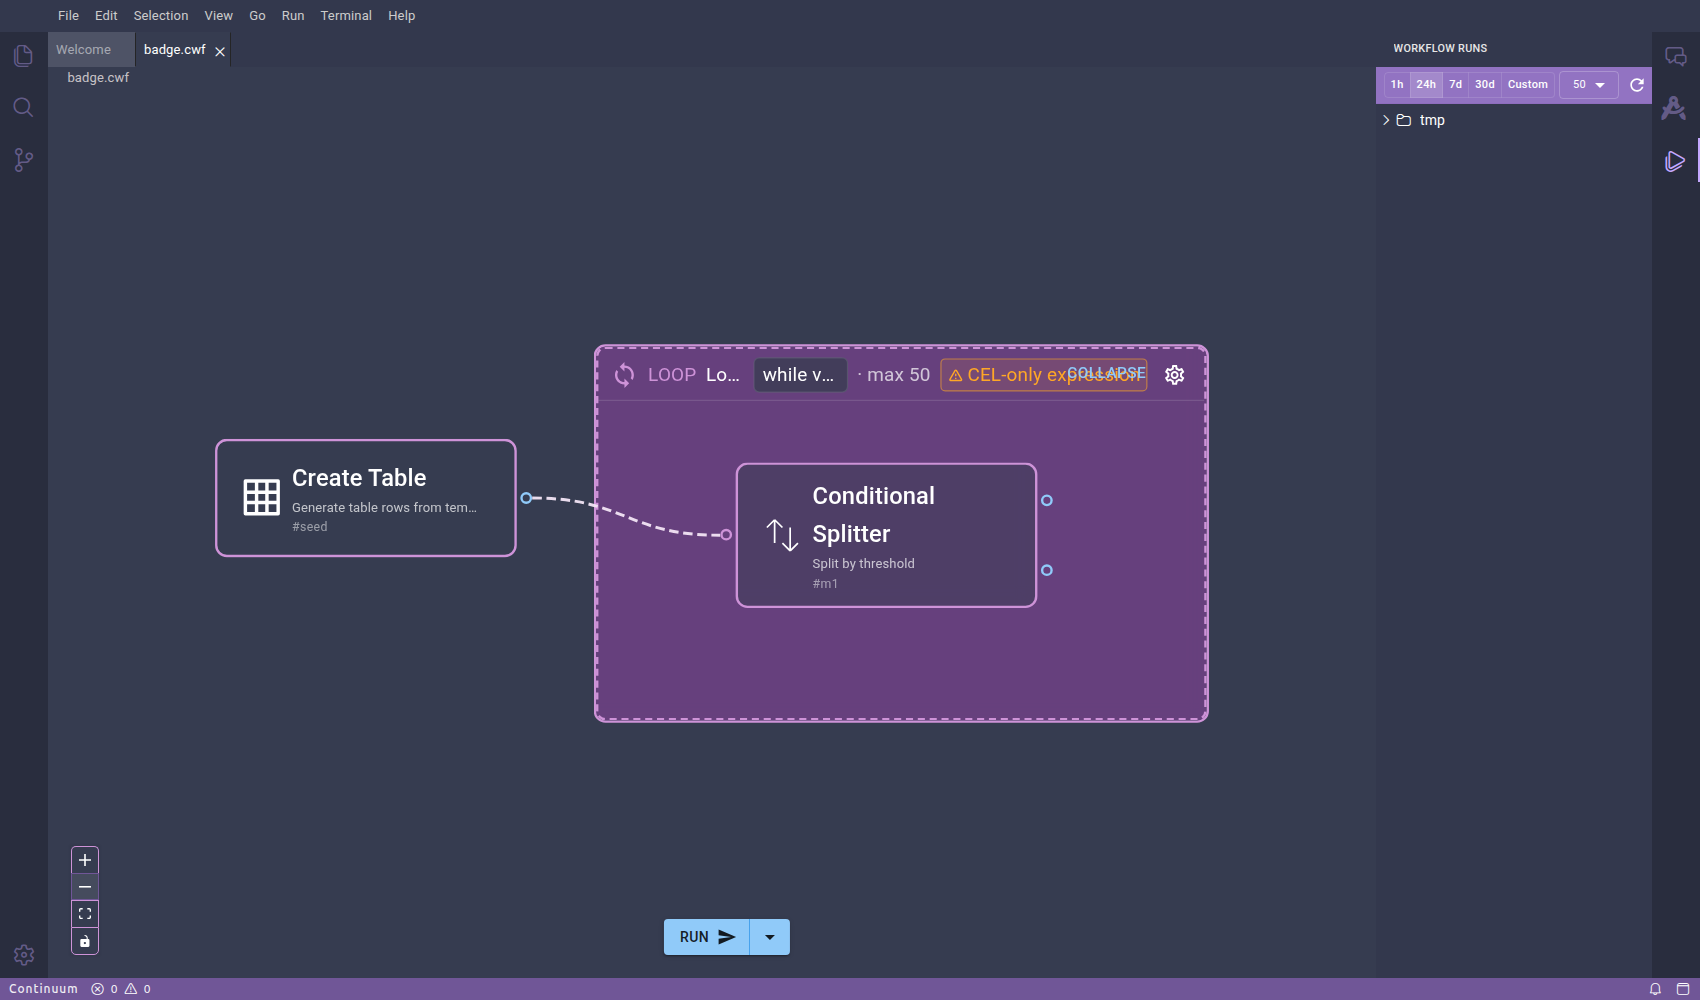 File Edit Selection View Go Run Terminal Help
Welcome badge.cwf
badge.cwf
WORKFLOW RUNS
1h 24h 7d 30d Custom 50
tmp
LOOP Lo... while v... · max 50 CEL-only expression COLLAPSE
Create Table
Generate table rows from tem...
#seed
Conditional
Splitter
Split by threshold
#m1
RUN
Continuum 0 0